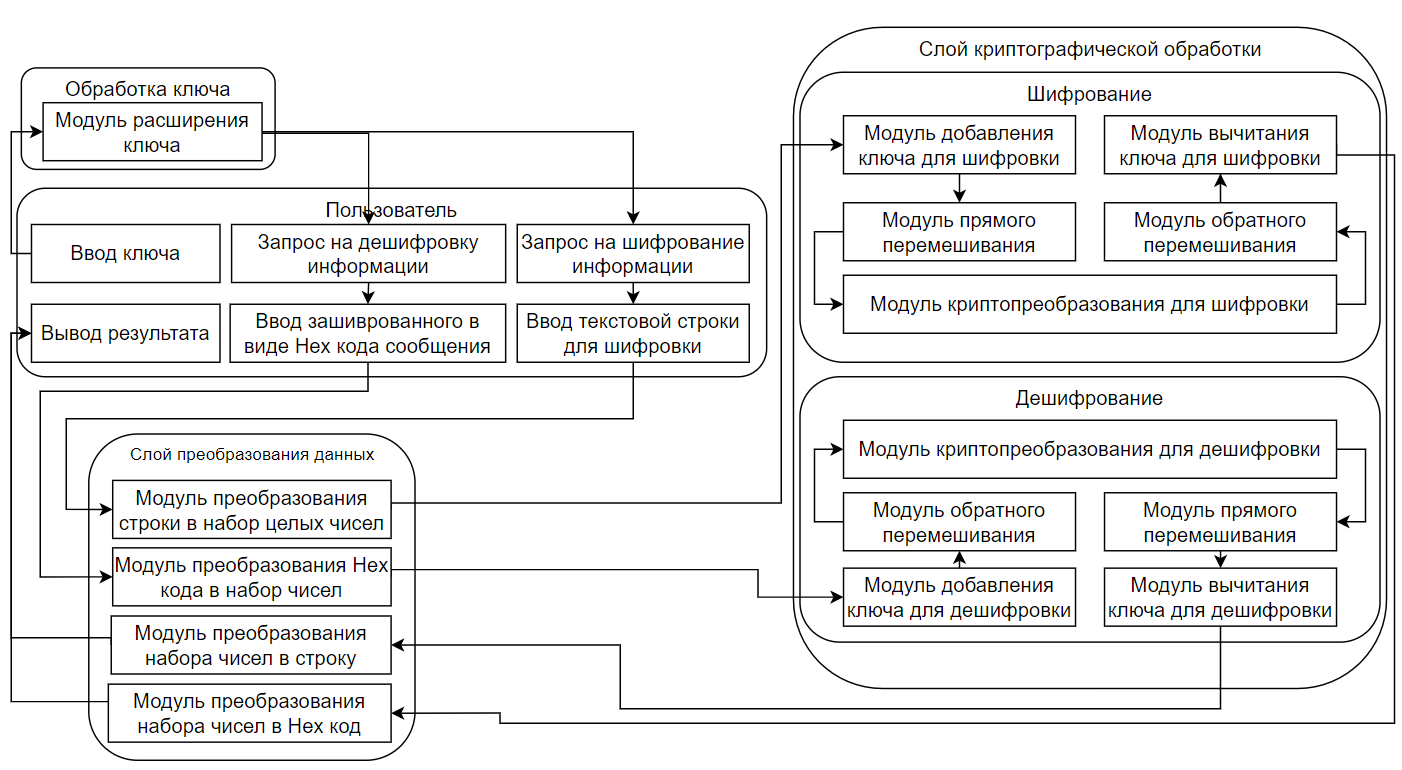 Обработка ключа
Модуль расширения
ключа
Пользователь
Ввод ключа
Запрос на дешифровку
информации
Запрос на шифрование
информации
Вывод результата
Ввод зашиврованного в
виде Hex кода сообщения
Ввод текстовой строки
для шифровки
Слой преобразования данных
Модуль преобразования
строки в набор целых чисел
Модуль преобразования Hex
кода в набор чисел
Модуль преобразования
набора чисел в строку
Модуль преобразования
набора чисел в Hex код
Слой криптографической обработки
Шифрование
Модуль добавления
ключа для шифровки
Модуль вычитания
ключа для шифровки
Модуль прямого
перемешивания
Модуль обратного
перемешивания
Модуль криптопреобразования для шифровки
Дешифрование
Модуль криптопреобразования для дешифровки
Модуль обратного
перемешивания
Модуль прямого
перемешивания
Модуль добавления
ключа для дешифровки
Модуль вычитания
ключа для дешифровки